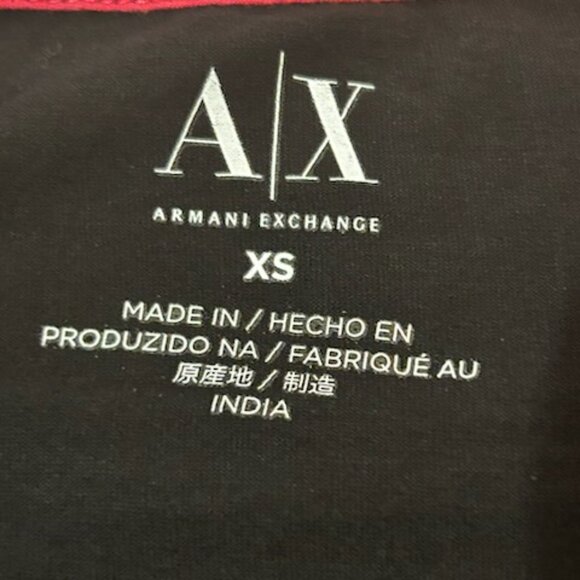 A|X
ARMANI EXCHANGE
XS
MADE IN / HECHO EN
PRODUZIDO NA / FABRIQUÉ AU
原産地 / 制造
INDIA